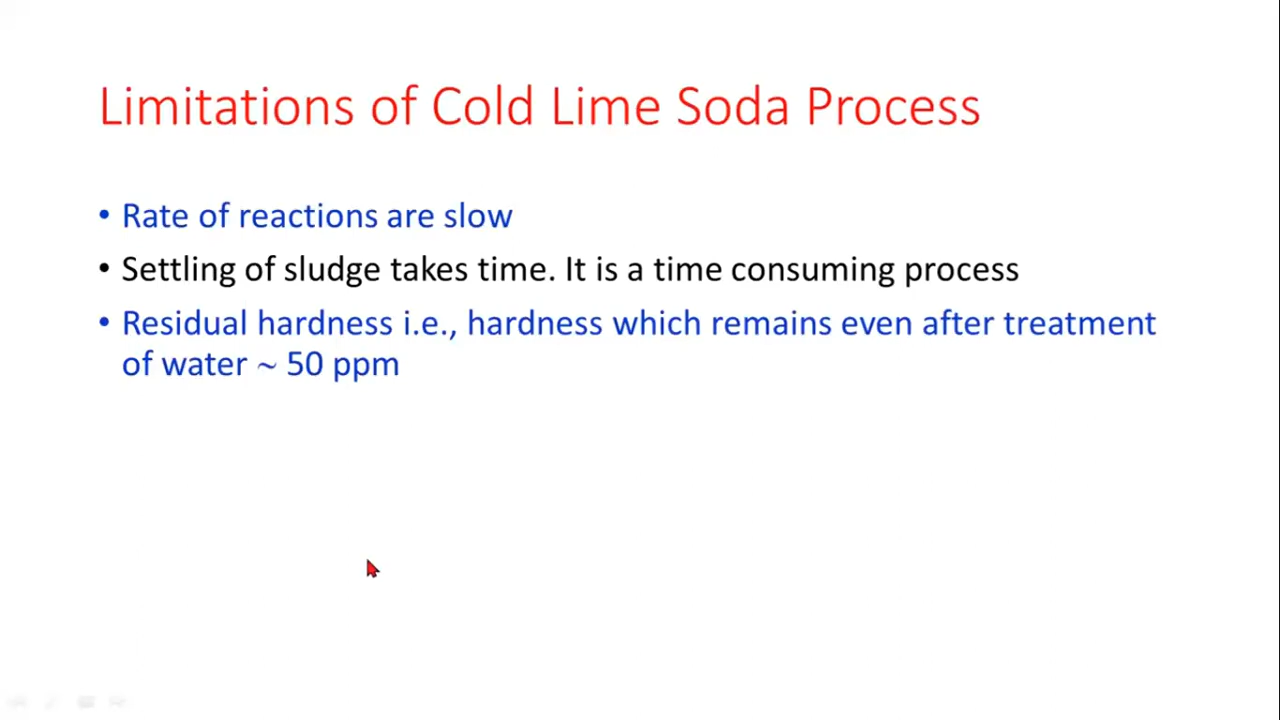 Limitations of Cold Lime Soda Process
• Rate of reactions are slow
• Settling of sludge takes time. It is a time consuming process
• Residual hardness i.e., hardness which remains even after treatment
of water ~ 50 ppm